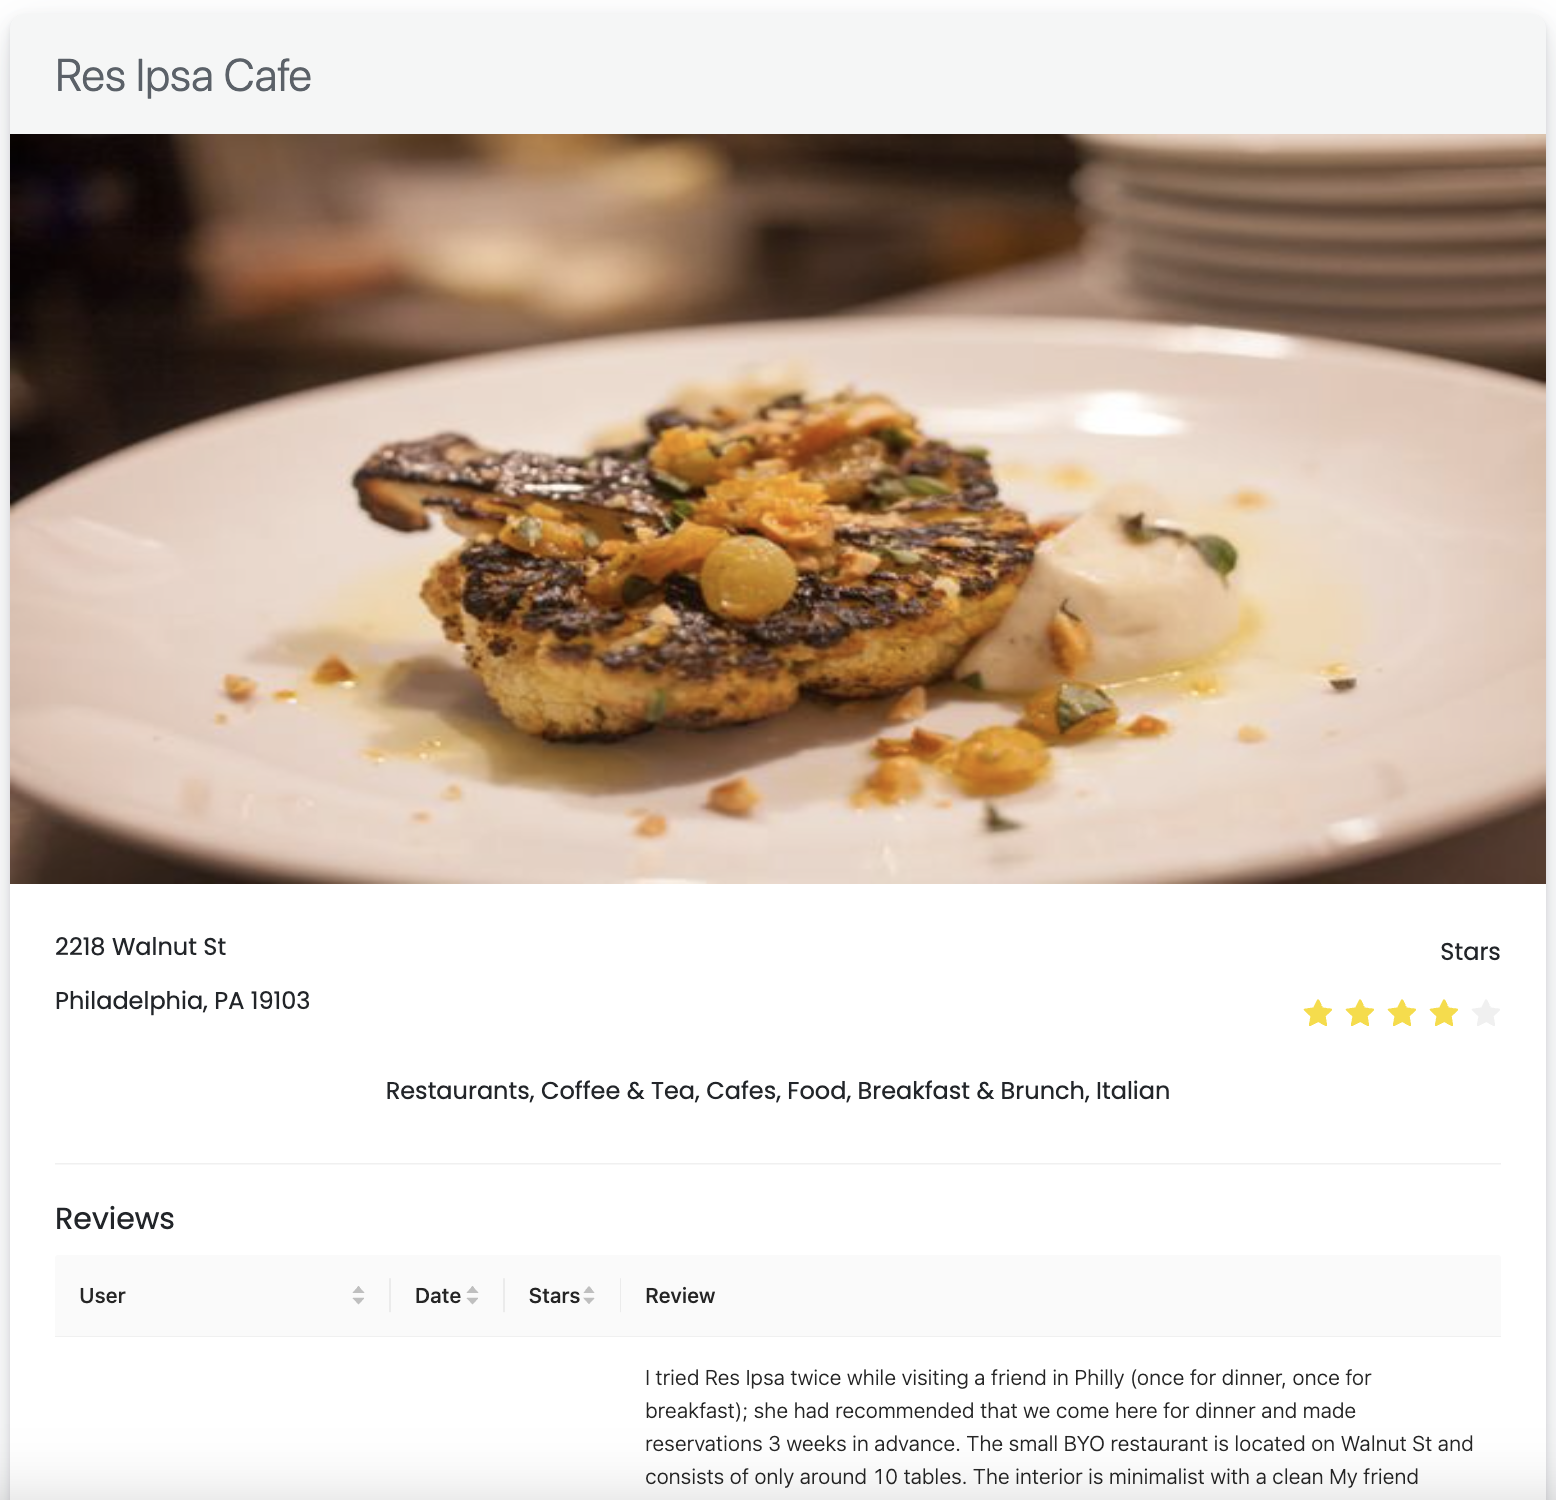 Res Ipsa Cafe
2218 Walnut St
Philadelphia, PA 19103
Stars
Restaurants, Coffee & Tea, Cafes, Food, Breakfast & Brunch, Italian
Reviews
User Date Stars Review
I tried Res Ipsa twice while visiting a friend in Philly (once for dinner, once for
breakfast); she had recommended that we come here for dinner and made
reservations 3 weeks in advance. The small BYO restaurant is located on Walnut St and
consists of only around 10 tables. The interior is minimalist with a clean My friend